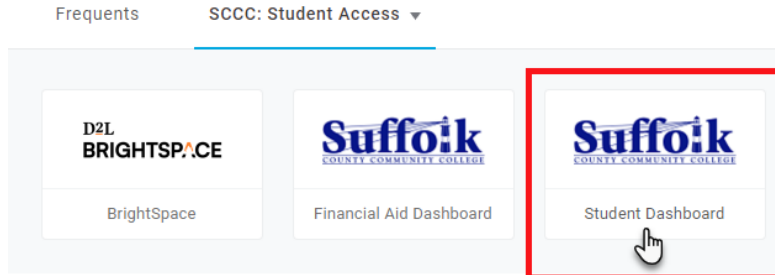 Frequents SCCC: Student Access
D2L
BRIGHTSPACE
Suffolk
COUNTY COMMUNITY COLLEGE
Suffolk
COUNTY COMMUNITY COLLEGE
BrightSpace
Financial Aid Dashboard
Student Dashboard